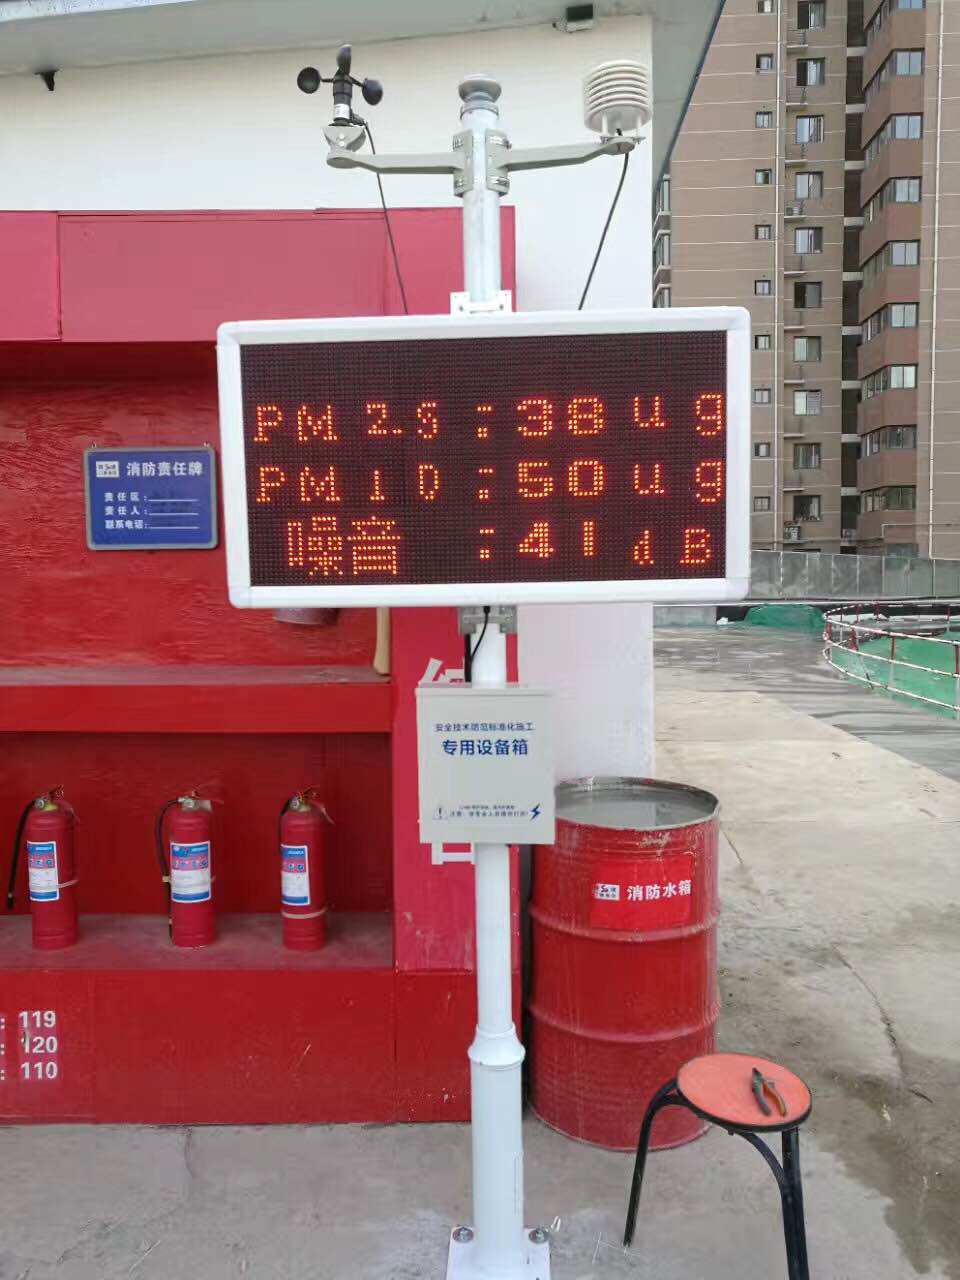 PM2.5:38ug
PM10:50ug
噪音:41dB
消防责任牌
责任区:
责任人:
联系电话:
安全技术防范标准化施工
专用设备箱
消防水箱
: 119
: 120
: 110